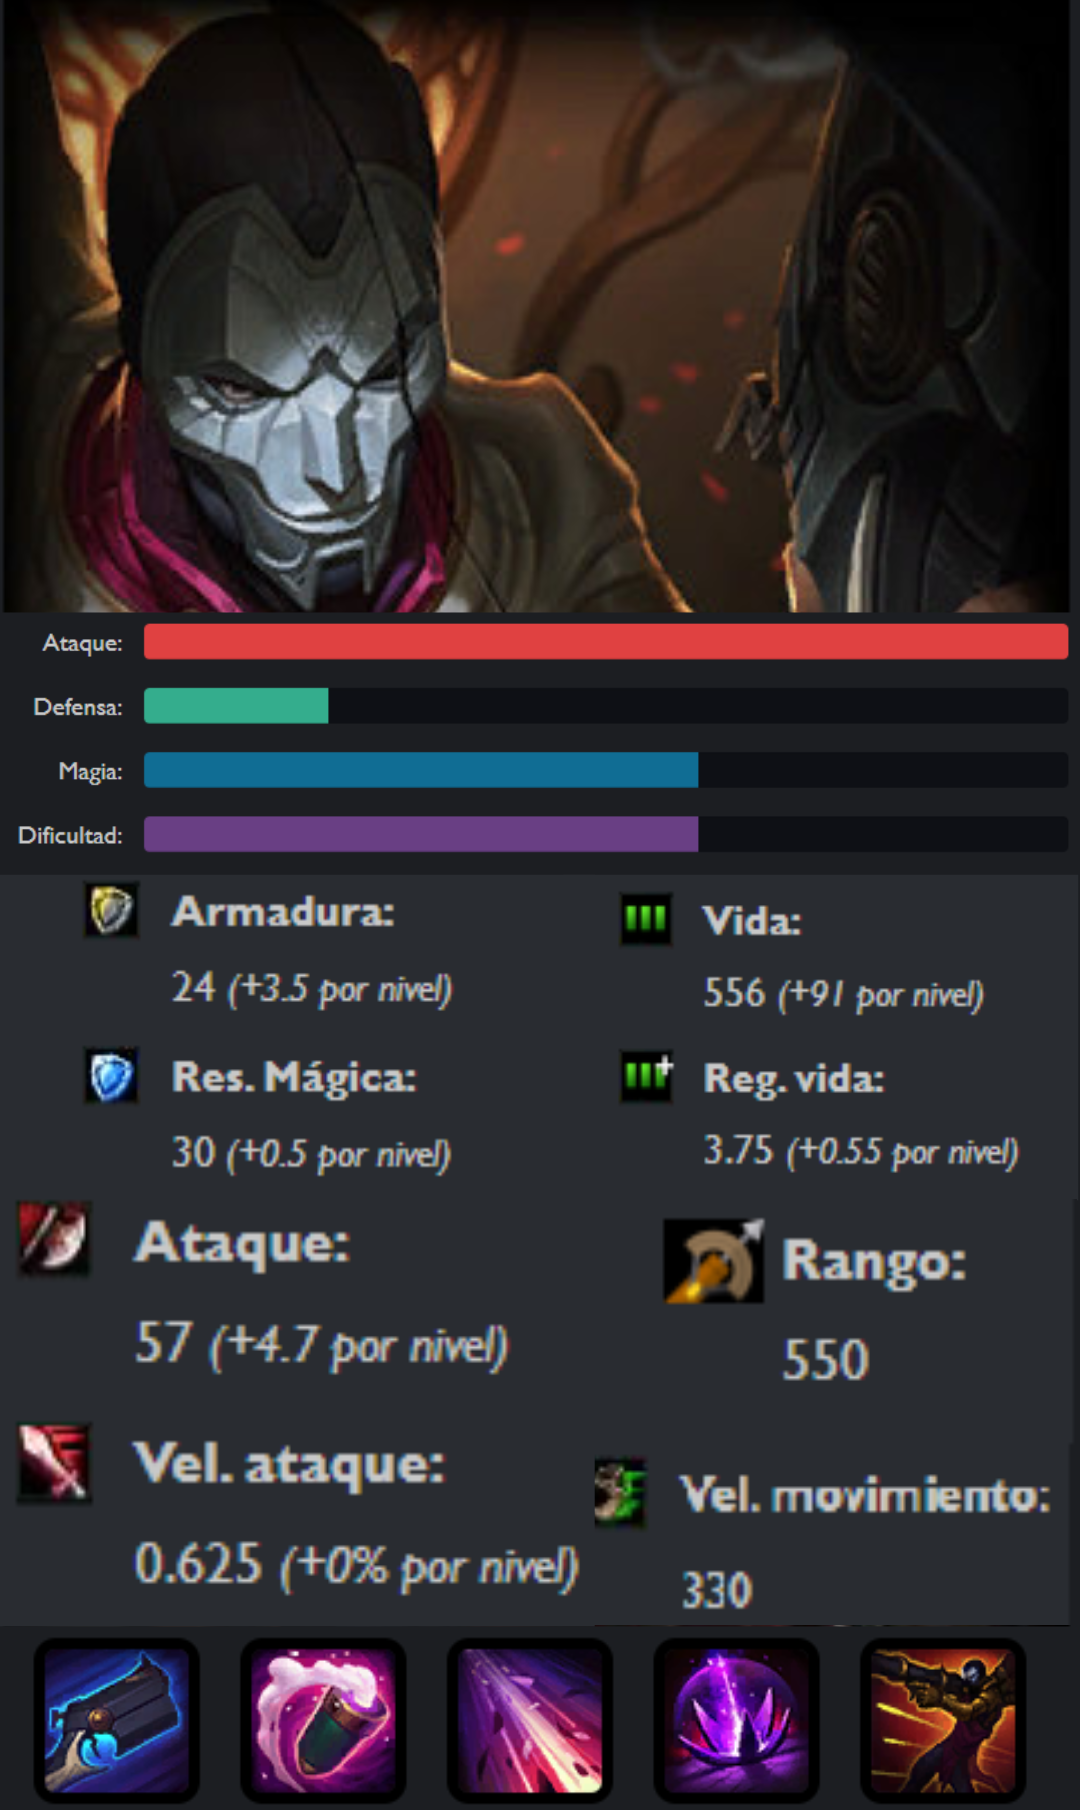 Ataque:
Defensa:
Magia:
Dificultad:
Armadura:
24 (+3.5 por nivel)
Vida:
556 (+91 por nivel)
Res. Mágica:
30 (+0.5 por nivel)
Reg. vida:
3.75 (+0.55 por nivel)
Ataque:
57 (+4.7 por nivel)
Rango:
550
Vel. ataque:
0.625 (+0% por nivel)
Vel. movimiento:
330